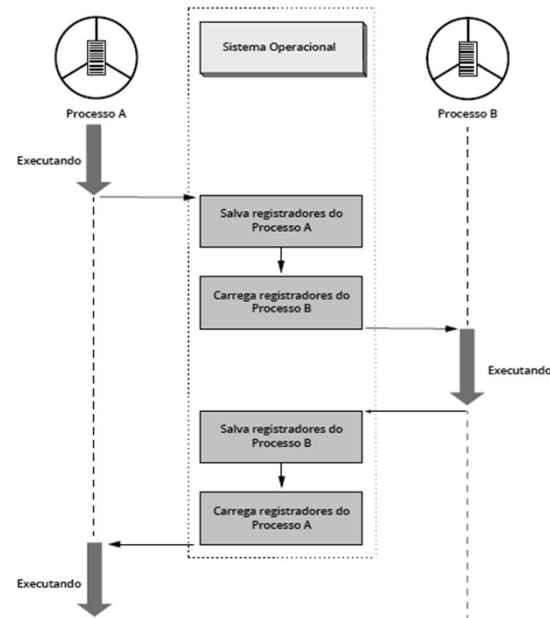 Sistema Operacional
Processo A
Processo B
Executando
Salva registradores do
Processo A
Carrega registradores do
Processo B
Executando
Salva registradores do
Processo B
Carrega registradores do
Processo A
Executando